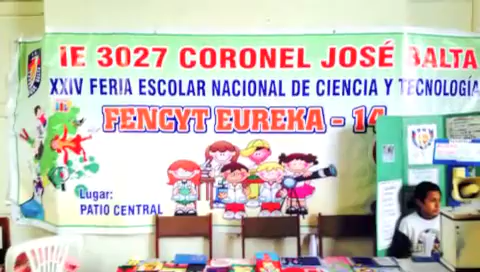 IE 3027 CORONEL JOSÉ BALTA
XXIV FERIA ESCOLAR NACIONAL DE CIENCIA Y TECNOLOGÍA
FENCYT EUREKA - 14
Lugar:
PATIO CENTRAL